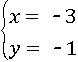 x = -3
y = -1